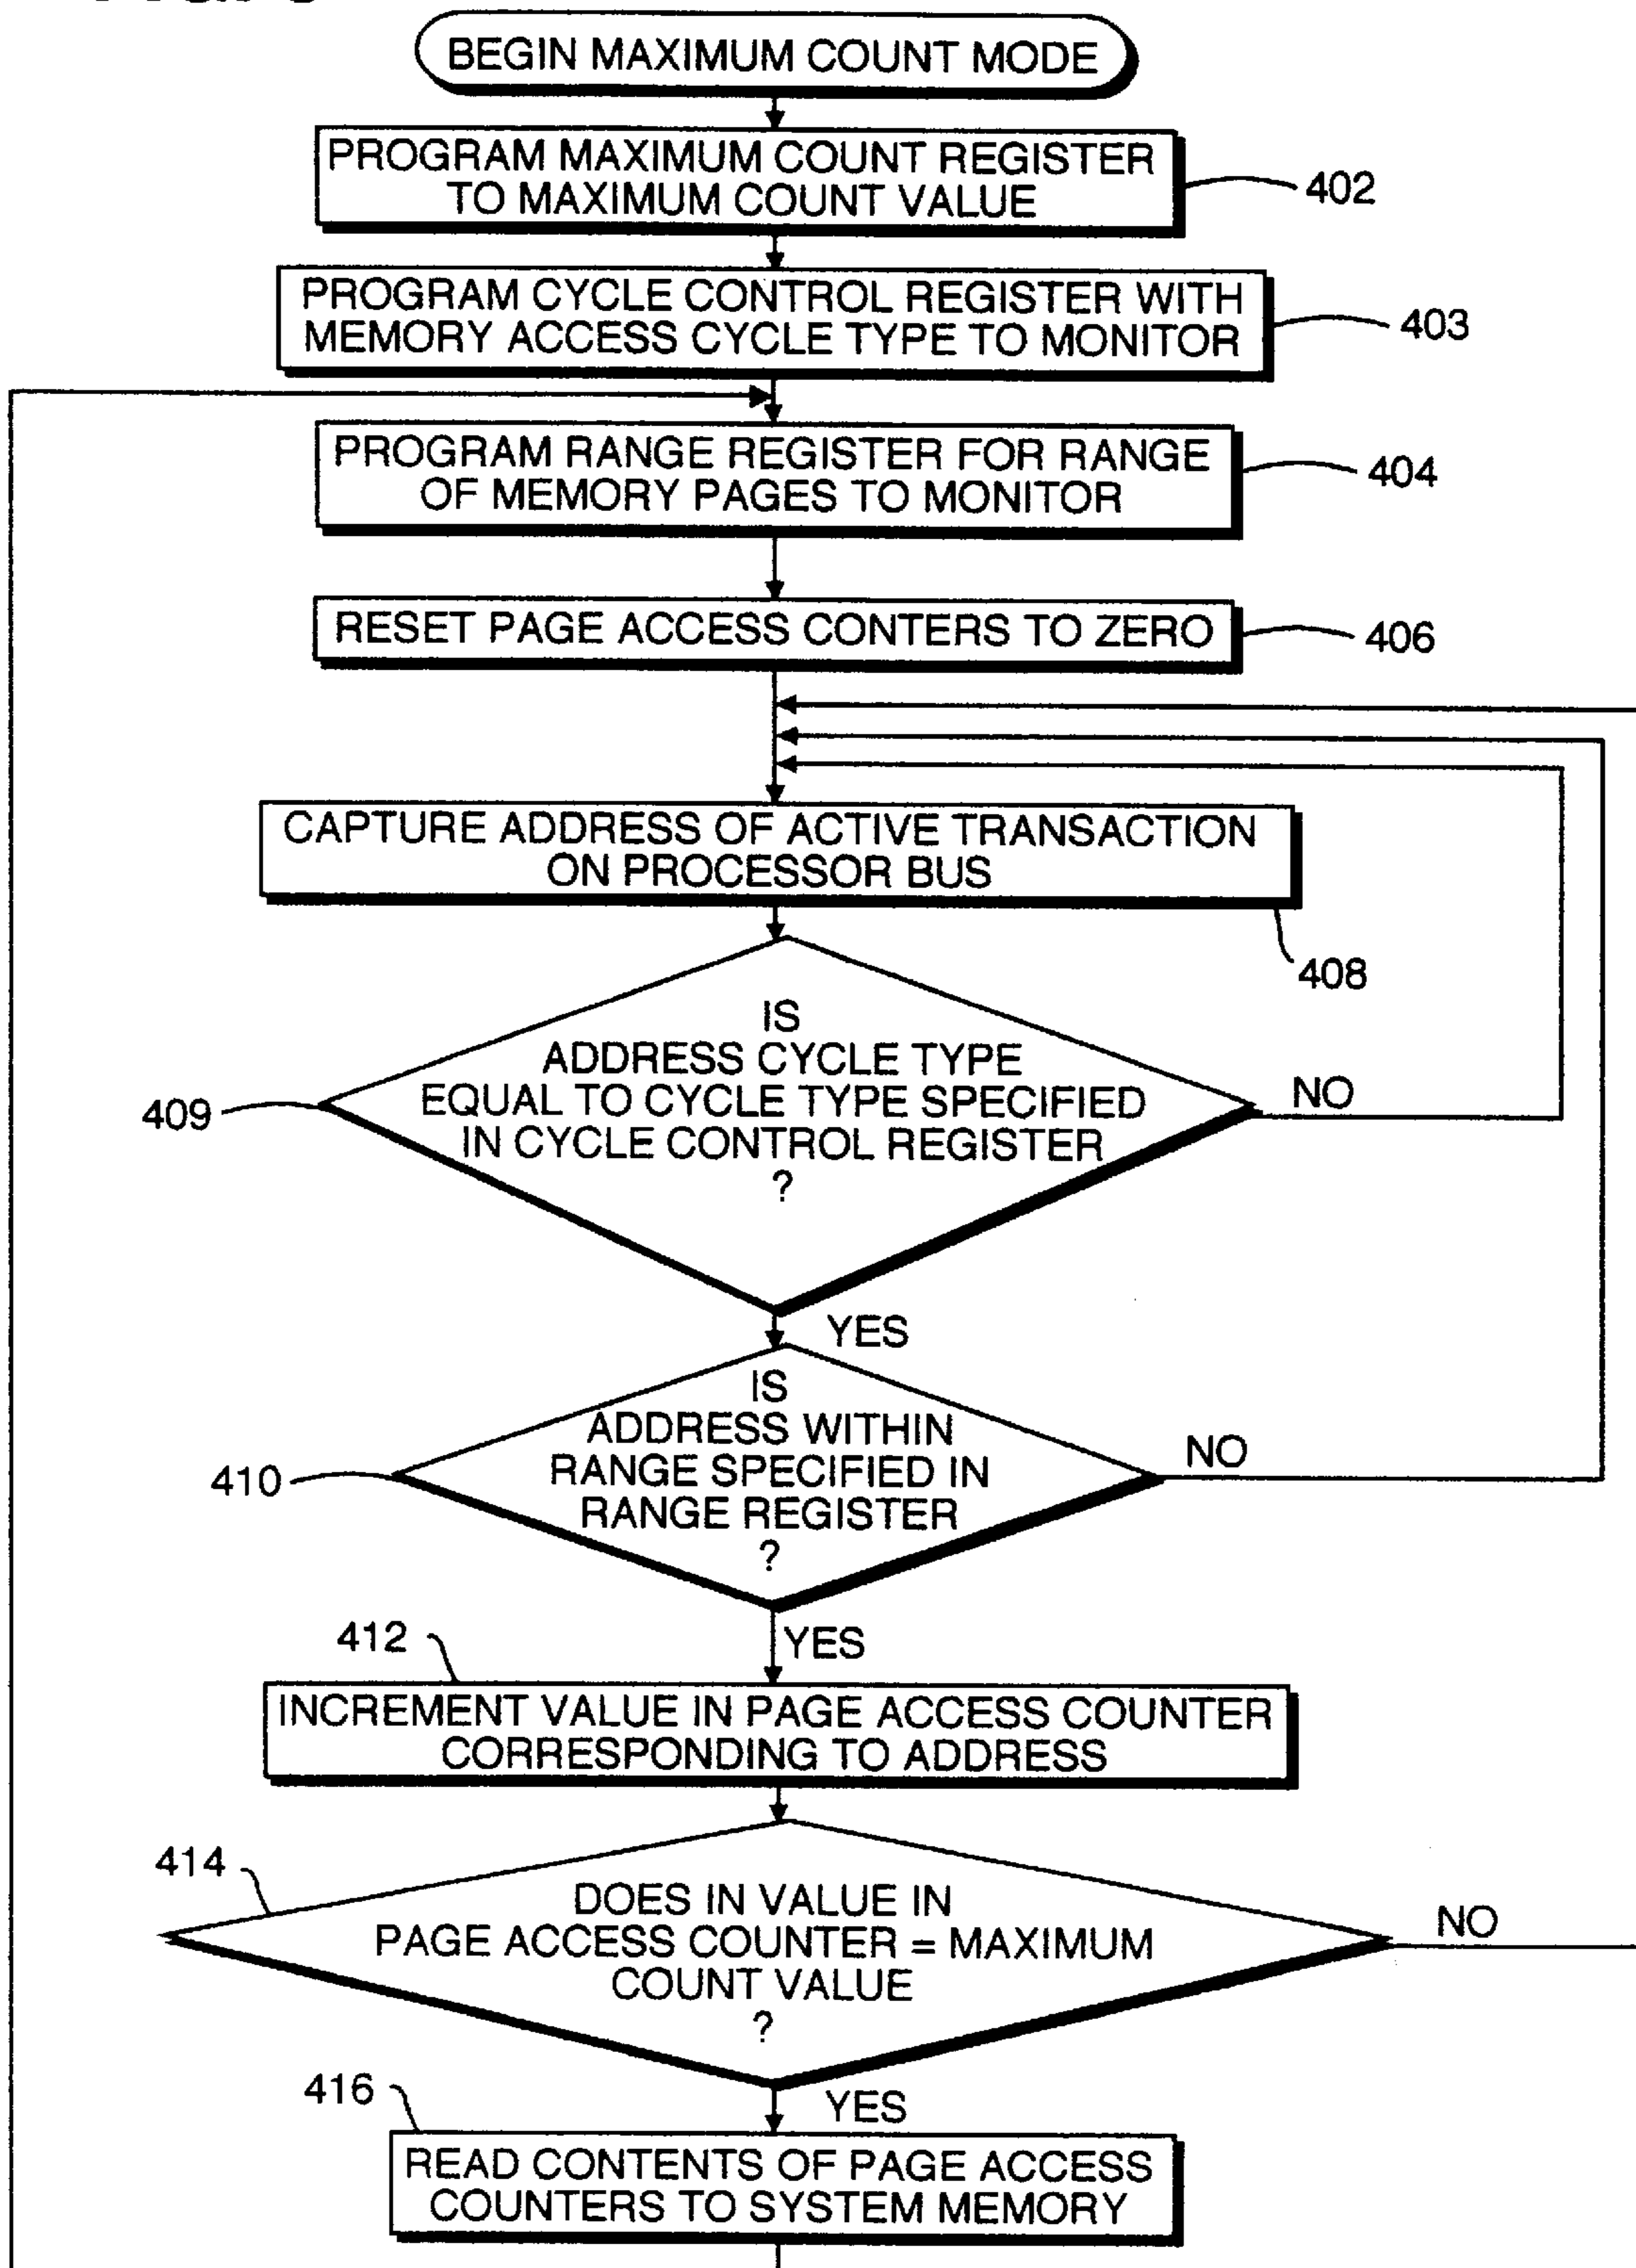 BEGIN MAXIMUM COUNT MODE
PROGRAM MAXIMUM COUNT REGISTER
TO MAXIMUM COUNT VALUE
402
PROGRAM CYCLE CONTROL REGISTER WITH
MEMORY ACCESS CYCLE TYPE TO MONITOR
403
PROGRAM RANGE REGISTER FOR RANGE
OF MEMORY PAGES TO MONITOR
404
RESET PAGE ACCESS CONTERS TO ZERO
406
CAPTURE ADDRESS OF ACTIVE TRANSACTION
ON PROCESSOR BUS
408
IS
ADDRESS CYCLE TYPE
EQUAL TO CYCLE TYPE SPECIFIED
IN CYCLE CONTROL REGISTER
?
409
NO
YES
IS
ADDRESS WITHIN
RANGE SPECIFIED IN
RANGE REGISTER
?
410
NO
YES
412
INCREMENT VALUE IN PAGE ACCESS COUNTER
CORRESPONDING TO ADDRESS
414
DOES IN VALUE IN
PAGE ACCESS COUNTER = MAXIMUM
COUNT VALUE
?
NO
YES
416
READ CONTENTS OF PAGE ACCESS
COUNTERS TO SYSTEM MEMORY